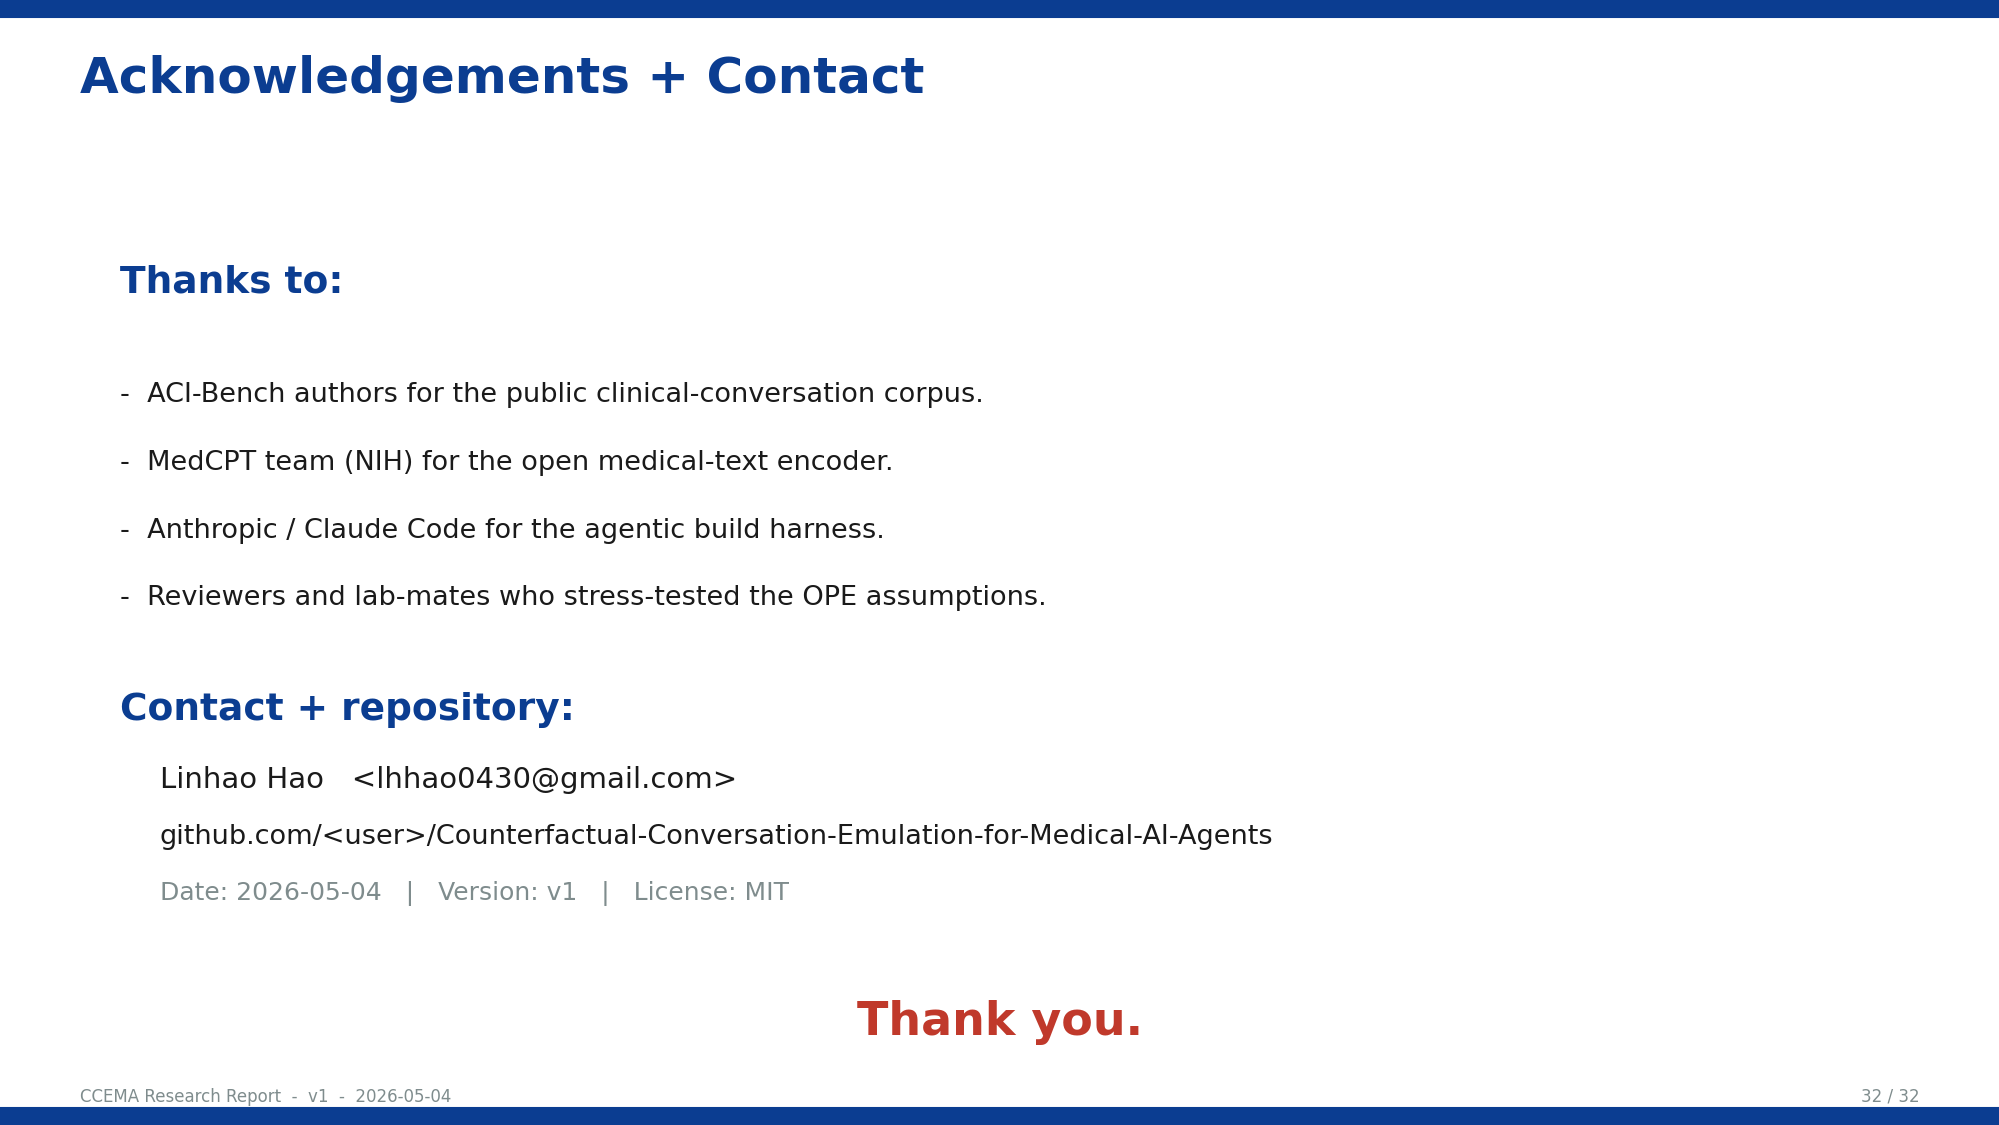 Acknowledgements + Contact
Thanks to:
- ACI-Bench authors for the public clinical-conversation corpus.
- MedCPT team (NIH) for the open medical-text encoder.
- Anthropic / Claude Code for the agentic build harness.
- Reviewers and lab-mates who stress-tested the OPE assumptions.
Contact + repository:
Linhao Hao <lhhao0430@gmail.com>
github.com/<user>/Counterfactual-Conversation-Emulation-for-Medical-AI-Agents
Date: 2026-05-04 | Version: v1 | License: MIT
Thank you.
CCEMA Research Report - v1 - 2026-05-04
32 / 32